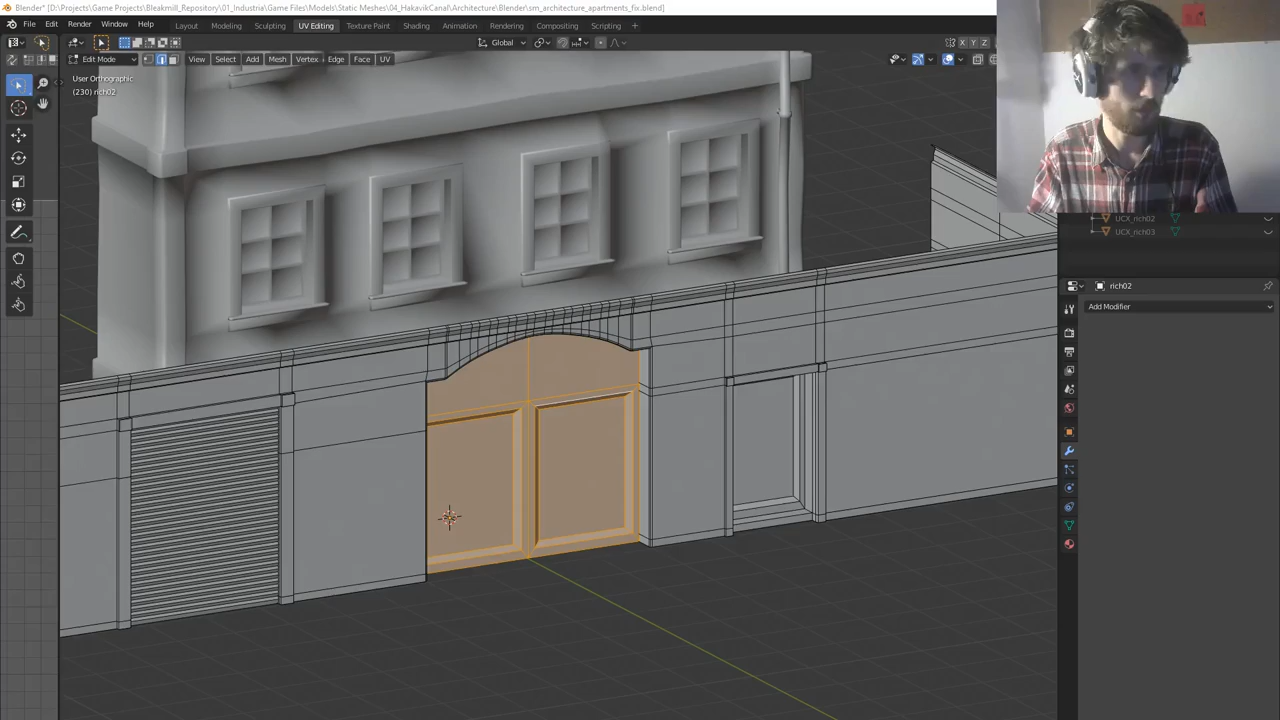 Blender* [D:\Projects\Game Projects\Bleakmill_Repository\01_Industria\Game Files\Models\Static Meshes\04_HakavikCanal\Architecture\Blender\sm_architecture_apartments_fix.blend]
File Edit Render Window Help Layout Modeling Sculpting UV Editing Texture Paint Shading Animation Rendering Compositing Scripting +
Global X Y Z
Edit Mode View Select Add Mesh Vertex Edge Face UV
User Orthographic
(230) rich02
UCX_rich02
UCX_rich03
rich02
Add Modifier